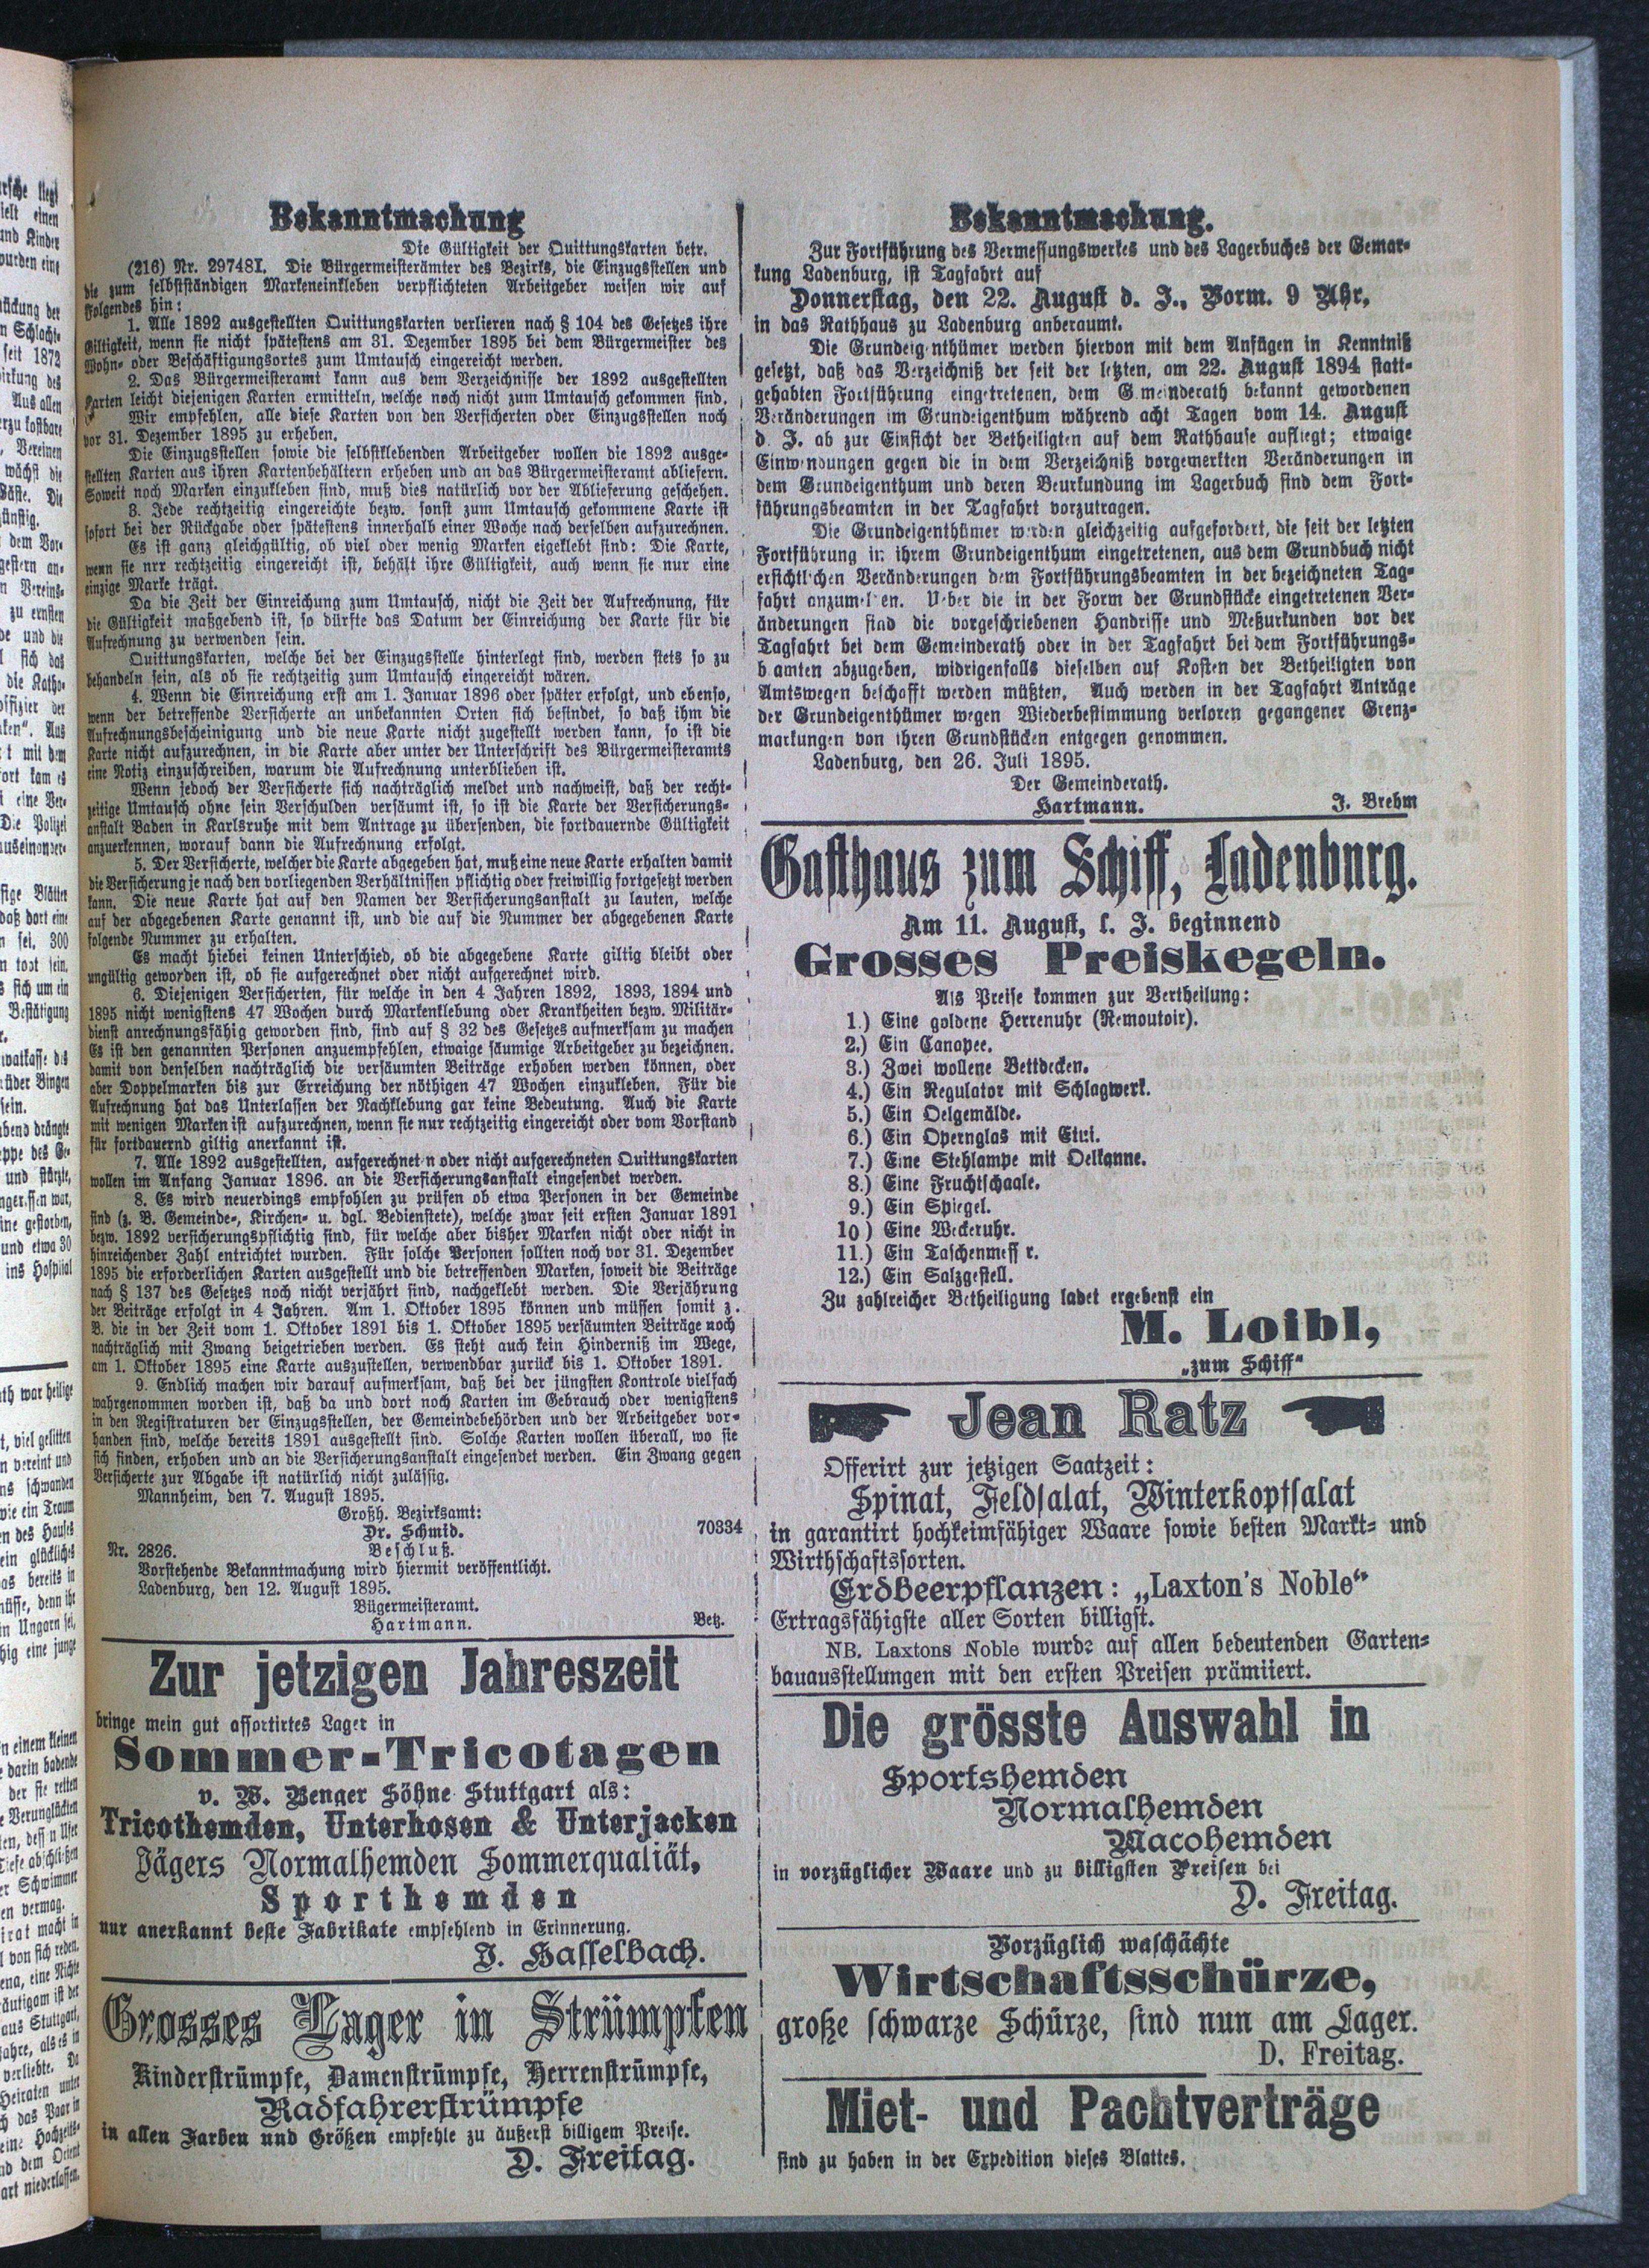 Bekanntmachung
Die Gültigkeit der Quittungskarten betr.
(216) Nr. 29748I. Die Bürgermeisterämter des Bezirks, die Einzugsstellen und
die zum selbstständigen Markeneinkleben verpflichteten Arbeitgeber weisen wir auf
Folgendes hin:
1. Alle 1892 ausgestellten Quittungskarten verlieren nach § 104 des Gesetzes ihre
Giltigkeit, wenn sie nicht spätestens am 31. Dezember 1895 bei dem Bürgermeister des
Wohn- oder Beschäftigungsortes zum Umtausch eingereicht werden.
2. Das Bürgermeisteramt kann aus dem Verzeichnisse der 1892 ausgestellten
Karten leicht diejenigen Karten ermitteln, welche noch nicht zum Umtausch gekommen sind.
Wir empfehlen, alle diese Karten von den Versicherten oder Einzugsstellen noch
vor 31. Dezember 1895 zu erheben.
Die Einzugsstellen sowie die selbstklebenden Arbeitgeber wollen die 1892 ausge-
stellten Karten aus ihren Kartenbehältern erheben und an das Bürgermeisteramt abliefern.
Soweit noch Marken einzukleben sind, muß dies natürlich vor der Ablieferung geschehen.
3. Jede rechtzeitig eingereichte bezw. sonst zum Umtausch gekommene Karte ist
sofort bei der Rückgabe oder spätestens innerhalb einer Woche nach derselben aufzurechnen.
Es ist ganz gleichgültig, ob viel oder wenig Marken eigeklebt sind: Die Karte,
wenn sie nrr rechtzeitig eingereicht ist, behält ihre Gültigkeit, auch wenn sie nur eine
einzige Marke trägt.
Da die Zeit der Einreichung zum Umtausch, nicht die Zeit der Aufrechnung, für
die Gültigkeit maßgebend ist, so dürfte das Datum der Einreichung der Karte für die
Aufrechnung zu verwenden sein.
Quittungskarten, welche bei der Einzugsstelle hinterlegt sind, werden stets so zu
behandeln sein, als ob sie rechtzeitig zum Umtausch eingereicht wären.
4. Wenn die Einreichung erst am 1. Januar 1896 oder später erfolgt, und ebenso,
wenn der betreffende Versicherte an unbekannten Orten sich befindet, so daß ihm die
Aufrechnungsbescheinigung und die neue Karte nicht zugestellt werden kann, so ist die
Karte nicht aufzurechnen, in die Karte aber unter der Unterschrift des Bürgermeisteramts
eine Notiz einzuschreiben, warum die Aufrechnung unterblieben ist.
Wenn jedoch der Versicherte sich nachträglich meldet und nachweist, daß der recht-
zeitige Umtausch ohne sein Verschulden versäumt ist, so ist die Karte der Versicherungs-
anstalt Baden in Karlsruhe mit dem Antrage zu übersenden, die fortdauernde Gültigkeit
anzuerkennen, worauf dann die Aufrechnung erfolgt.
5. Der Versicherte, welcher die Karte abgegeben hat, muß eine neue Karte erhalten damit
die Versicherung je nach den vorliegenden Verhältnissen pflichtig oder freiwillig fortgesetzt werden
kann. Die neue Karte hat auf den Namen der Versicherungsanstalt zu lauten, welche
auf der abgegebenen Karte genannt ist, und die auf die Nummer der abgegebenen Karte
folgende Nummer zu erhalten.
Es macht hiebei keinen Unterschied, ob die abgegebene Karte giltig bleibt oder
ungültig geworden ist, ob sie aufgerechnet oder nicht aufgerechnet wird.
6. Diejenigen Versicherten, für welche in den 4 Jahren 1892, 1893, 1894 und
1895 nicht wenigstens 47 Wochen durch Markenklebung oder Krankheiten bezw. Militär-
dienst anrechnungsfähig geworden sind, sind auf § 32 des Gesetzes aufmerksam zu machen
Es ist den genannten Personen anzuempfehlen, etwaige säumige Arbeitgeber zu bezeichnen.
damit von denselben nachträglich die versäumten Beiträge erhoben werden können, oder
aber Doppelmarken bis zur Erreichung der nöthigen 47 Wochen einzukleben. Für die
Aufrechnung hat das Unterlassen der Nachklebung gar keine Bedeutung. Auch die Karte
mit wenigen Marken ist aufzurechnen, wenn sie nur rechtzeitig eingereicht oder vom Vorstand
für fortdauernd giltig anerkannt ist.
7. Alle 1892 ausgestellten, aufgerechnet n oder nicht aufgerechneten Quittungskarten
wollen im Anfang Januar 1896. an die Versicherungsanstalt eingesendet werden.
8. Es wird neuerdings empfohlen zu prüfen ob etwa Personen in der Gemeinde
sind (z. B. Gemeinde-, Kirchen- u. dgl. Bedienstete), welche zwar seit ersten Januar 1891
bezw. 1892 versicherungspflichtig sind, für welche aber bisher Marken nicht oder nicht in
hinreichender Zahl entrichtet wurden. Für solche Personen sollten noch vor 31. Dezember
1895 die erforderlichen Karten ausgestellt und die betreffenden Marken, soweit die Beiträge
nach § 137 des Gesetzes noch nicht verjährt sind, nachgeklebt werden. Die Verjährung
der Beiträge erfolgt in 4 Jahren. Am 1. Oktober 1895 können und müssen somit z.
B. die in der Zeit vom 1. Oktober 1891 bis 1. Oktober 1895 versäumten Beiträge noch
nachträglich mit Zwang beigetrieben werden. Es steht auch kein Hinderniß im Wege,
am 1. Oktober 1895 eine Karte auszustellen, verwendbar zurück bis 1. Oktober 1891.
9. Endlich machen wir darauf aufmerksam, daß bei der jüngsten Kontrole vielfach
wahrgenommen worden ist, daß da und dort noch Karten im Gebrauch oder wenigstens
in den Registraturen der Einzugsstellen, der Gemeindebehörden und der Arbeitgeber vor-
handen sind, welche bereits 1891 ausgestellt sind. Solche Karten wollen überall, wo sie
sich finden, erhoben und an die Versicherungsanstalt eingesendet werden. Ein Zwang gegen
Versicherte zur Abgabe ist natürlich nicht zulässig.
Mannheim, den 7. August 1895.
Großh. Bezirksamt:
Dr. Schmid. 70334
Nr. 2826. Beschluß.
Vorstehende Bekanntmachung wird hiermit veröffentlicht.
Ladenburg, den 12. August 1895.
Bügermeisteramt.
Hartmann. Betz.
Zur jetzigen Jahreszeit
bringe mein gut assortirtes Lager in
Sommer-Tricotagen
v. W. Benger Söhne Stuttgart als:
Tricothemden, Unterhosen & Unterjacken
Jägers Normalhemden Sommerqualiät,
Sporthemden
nur anerkannt beste Fabrikate empfehlend in Erinnerung.
J. Hasselbach.
Grosses Lager in Strümpfen
Kinderstrümpfe, Damenstrümpfe, Herrenstrümpfe,
Radfahrerstrümpfe
in allen Farben und Größen empfehle zu äußerst billigem Preise.
D. Freitag.
Bekanntmachung.
Zur Fortführung des Vermessungswerkes und des Lagerbuches der Gemar-
kung Ladenburg, ist Tagfahrt auf
Donnerstag, den 22. August d. J., Vorm. 9 Uhr,
in das Rathhaus zu Ladenburg anberaumt.
Die Grundeig nthümer werden hiervon mit dem Anfügen in Kenntniß
gesetzt, daß das Verzeichniß der seit der letzten, am 22. August 1894 statt-
gehabten Fortführung eingetretenen, dem Gemeinderath bekannt gewordenen
Veränderungen im Grundeigenthum während acht Tagen vom 14. August
d. J. ab zur Einsicht der Betheiligten auf dem Rathhause aufliegt; etwaige
Einwendungen gegen die in dem Verzeichniß vorgemerkten Veränderungen in
dem Grundeigenthum und deren Beurkundung im Lagerbuch sind dem Fort-
führungsbeamten in der Tagfahrt vorzutragen.
Die Grundeigenthümer werden gleichzeitig aufgefordert, die seit der letzten
Fortführung in ihrem Grundeigenthum eingetretenen, aus dem Grundbuch nicht
ersichtlichen Veränderungen dem Fortführungsbeamten in der bezeichneten Tag-
fahrt anzumelden. Ueber die in der Form der Grundstücke eingetretenen Ver-
änderungen sind die vorgeschriebenen Handrisse und Meßurkunden vor der
Tagfahrt bei dem Gemeinderath oder in der Tagfahrt bei dem Fortführungs-
b amten abzugeben, widrigenfalls dieselben auf Kosten der Betheiligten von
Amtswegen beschafft werden müßten. Auch werden in der Tagfahrt Anträge
der Grundeigenthümer wegen Wiederbestimmung verloren gegangener Grenz-
markungen von ihren Grundstücken entgegen genommen.
Ladenburg, den 26. Juli 1895.
Der Gemeinderath.
Hartmann. J. Brehm
Gasthaus zum Schiff, Ladenburg.
Am 11. August, l. J. beginnend
Grosses Preiskegeln.
Als Preise kommen zur Vertheilung:
1.) Eine goldene Herrenuhr (Remoutoir).
2.) Ein Canapee.
3.) Zwei wollene Bettdecken.
4.) Ein Regulator mit Schlagwerk.
5.) Ein Oelgemälde.
6.) Ein Opernglas mit Etui.
7.) Eine Stehlampe mit Oelkanne.
8.) Eine Fruchtschaale.
9.) Ein Spiegel.
10) Eine Weckeruhr.
11.) Ein Taschenmess r.
12.) Ein Salzgestell.
Zu zahlreicher Betheiligung ladet ergebenst ein
M. Loibl,
„zum Schiff"
Jean Ratz
Offerirt zur jetzigen Saatzeit:
Spinat, Feldsalat, Winterkopfsalat
in garantirt hochkeimfähiger Waare sowie besten Markt- und
Wirthschaftssorten.
Erdbeerpflanzen: „Laxton's Noble"
Ertragsfähigste aller Sorten billigst.
NB. Laxtons Noble wurde auf allen bedeutenden Garten-
bauausstellungen mit den ersten Preisen prämiiert.
Die grösste Auswahl in
Sportshemden
Normalhemden
Macohemden
in vorzüglicher Waare und zu billigsten Preisen bei
D. Freitag.
Vorzüglich waschächte
Wirtschaftsschürze,
große schwarze Schürze, sind nun am Lager.
D. Freitag.
Miet- und Pachtverträge
sind zu haben in der Expedition dieses Blattes.